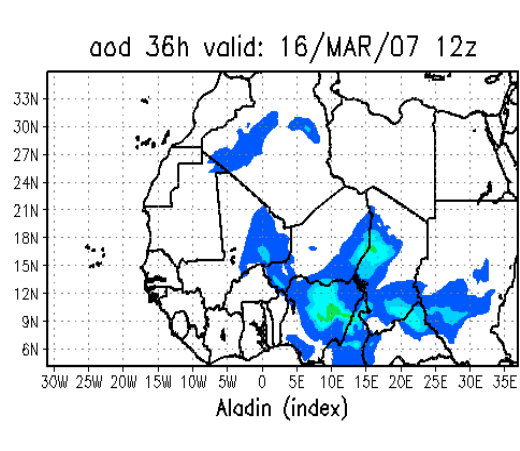 aod 36h valid: 16/MAR/07 12z
33N
30N
27N
24N
21N
18N
15N
12N
9N
6N
30W 25W 20W 15W 10W 5W 0 5E 10E 15E 20E 25E 30E 35E
Aladin (index)